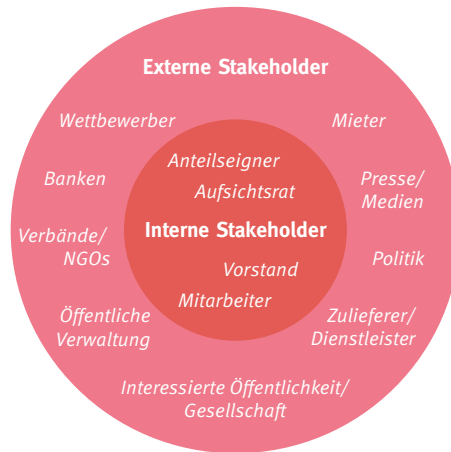 Externe Stakeholder
Wettbewerber
Mieter
Anteilseigner
Banken
Aufsichtsrat
Presse/
Medien
Verbände/
NGOs
Interne Stakeholder
Vorstand
Politik
Mitarbeiter
Öffentliche
Verwaltung
Zulieferer/
Dienstleister
Interessierte Öffentlichkeit/
Gesellschaft